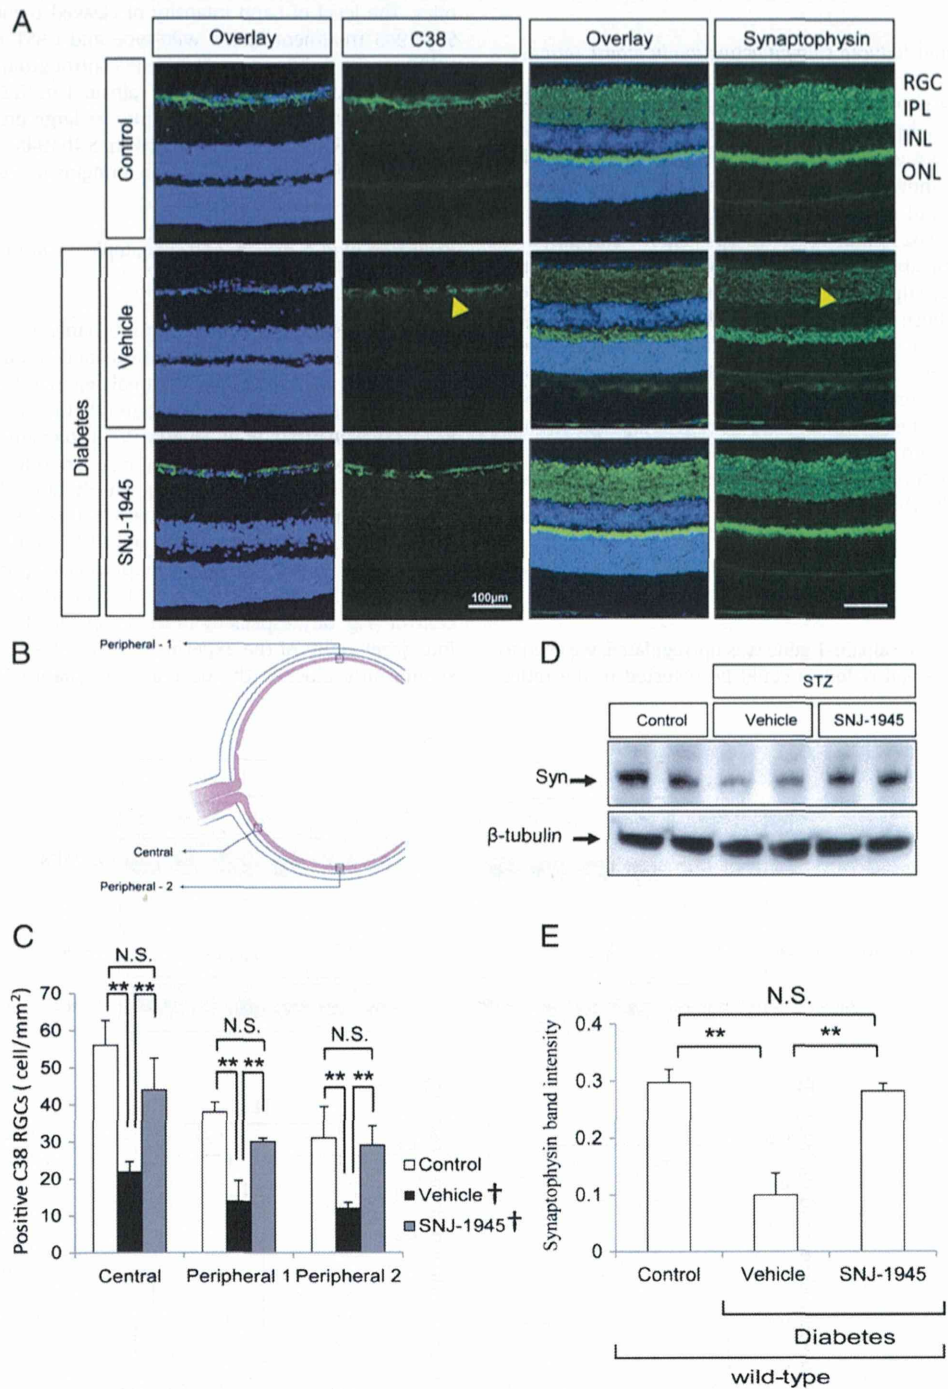 A
Overlay
C38
Overlay
Synaptophysin
Control
RGC
IPL
INL
ONL
Diabetes
Vehicle
SNJ-1945
100µm
B
Peripheral - 1
Central
Peripheral - 2
D
STZ
Control
Vehicle
SNJ-1945
Syn
β-tubulin
C
Positive C38 RGCs ( cell/mm²)
70
60
50
40
30
20
10
0
N.S.
** **
N.S.
** **
N.S.
** **
Control
Vehicle †
SNJ-1945 †
Central
Peripheral 1
Peripheral 2
E
Synaptophysin band intensity
0.4
0.3
0.2
0.1
0
N.S.
**
**
Control
Vehicle
SNJ-1945
Diabetes
wild-type